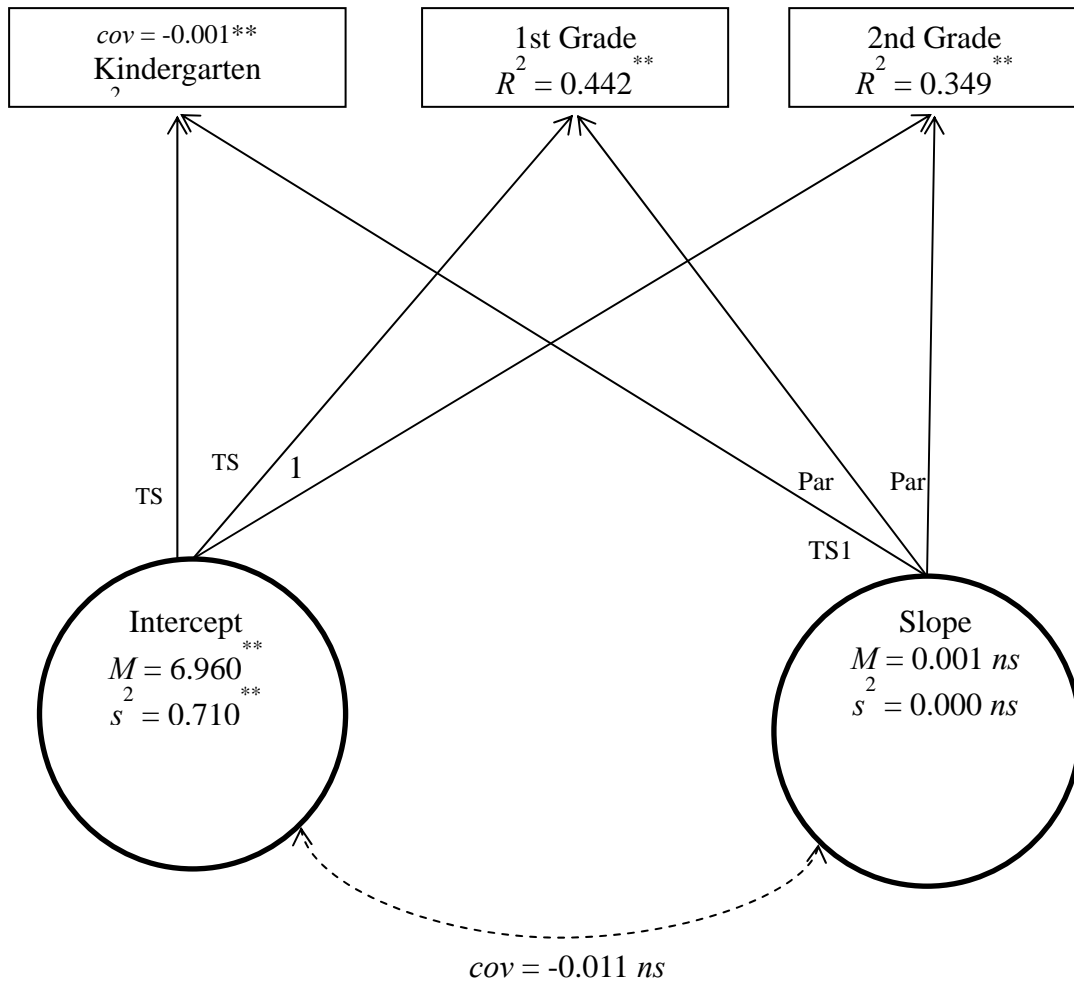 cov = -0.001**
Kindergarten
2
1st Grade
R² = 0.442**
2nd Grade
R² = 0.349**
TS
TS
1
Par
Par
TS1
Intercept
M = 6.960**
s² = 0.710**
Slope
M = 0.001 ns
s² = 0.000 ns
cov = -0.011 ns